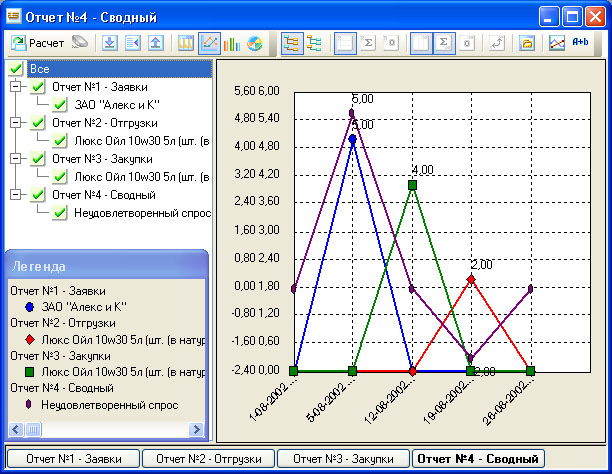 Отчет №4 - Сводный
Расчет
A+b
Все
Отчет №1 - Заявки
ЗАО "Алекс и К"
Отчет №2 - Отгрузки
Люкс Ойл 10w30 5л (шт. (в
Отчет №3 - Закупки
Люкс Ойл 10w30 5л (шт. (в
Отчет №4 - Сводный
Неудовлетворенный спрос
Легенда
Отчет №1 - Заявки
ЗАО "Алекс и К"
Отчет №2 - Отгрузки
Люкс Ойл 10w30 5л (шт. (в натур
Отчет №3 - Закупки
Люкс Ойл 10w30 5л (шт. (в натур
Отчет №4 - Сводный
Неудовлетворенный спрос
5,60 6,00
4,80 5,40
4,00 4,80
3,20 4,20
2,40 3,60
1,60 3,00
0,80 2,40
0,00 1,80
-0,80 1,20
-1,60 0,60
-2,40 0,00
5,00
5,00
4,00
2,00
2,00
1-08-2002...
5-08-2002...
12-08-2002...
19-08-2002...
26-08-2002...
Отчет №1 - Заявки
Отчет №2 - Отгрузки
Отчет №3 - Закупки
Отчет №4 - Сводный